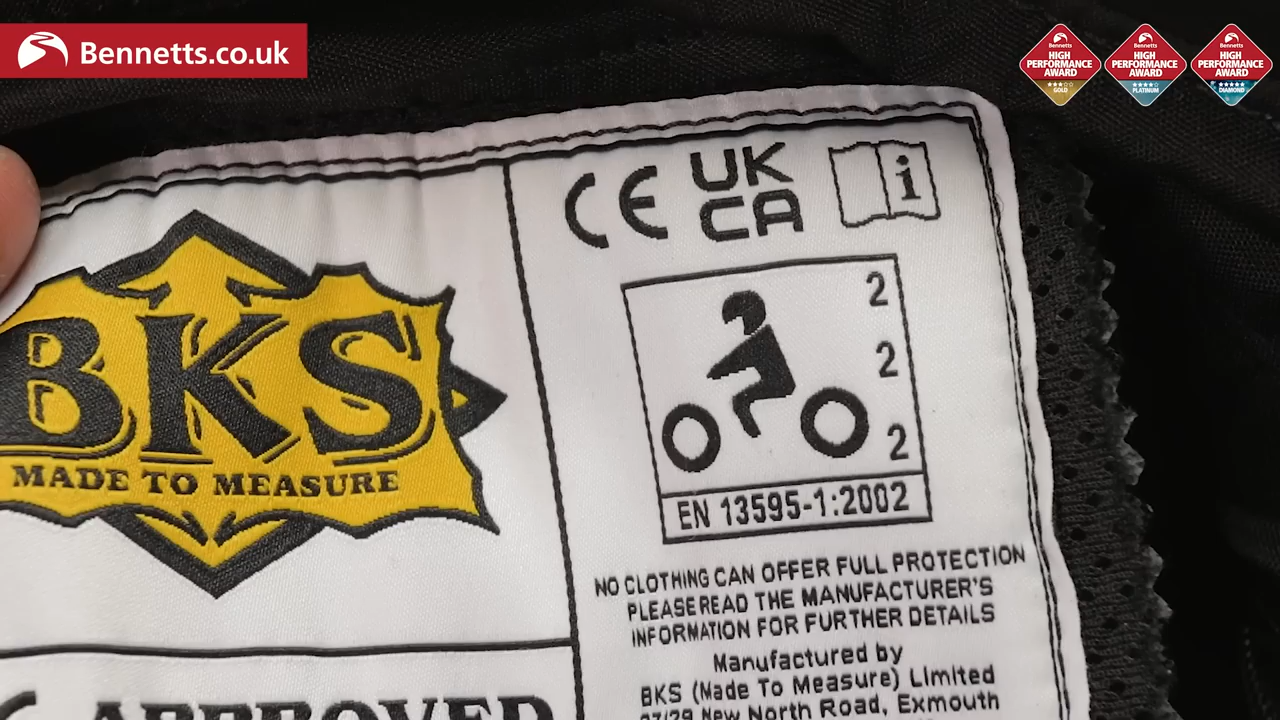 Bennetts.co.uk
Bennetts
HIGH
PERFORMANCE
AWARD
GOLD
Bennetts
HIGH
PERFORMANCE
AWARD
PLATINUM
Bennetts
HIGH
PERFORMANCE
AWARD
DIAMOND
BKS
MADE TO MEASURE
APPROVED
CE
UK
CA
i
2
2
2
EN 13595-1:2002
NO CLOTHING CAN OFFER FULL PROTECTION
PLEASE READ THE MANUFACTURER'S
INFORMATION FOR FURTHER DETAILS
Manufactured by
BKS (Made To Measure) Limited
New North Road, Exmouth